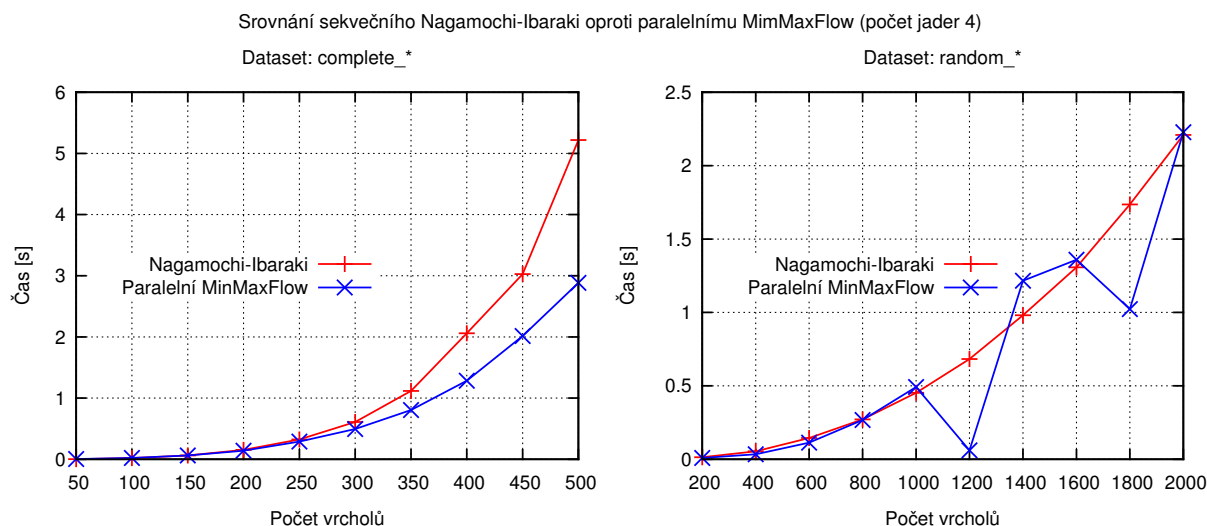 Srovnání sekvečního Nagamochi-Ibaraki oproti paralelnímu MimMaxFlow (počet jader 4)
Dataset: complete_*
6
5
4
3
2
1
0
Čas [s]
Nagamochi-Ibaraki
Paralelní MinMaxFlow
50 100 150 200 250 300 350 400 450 500
Počet vrcholů
Dataset: random_*
2.5
2
1.5
1
0.5
0
Čas [s]
Nagamochi-Ibaraki
Paralelní MinMaxFlow
200 400 600 800 1000 1200 1400 1600 1800 2000
Počet vrcholů